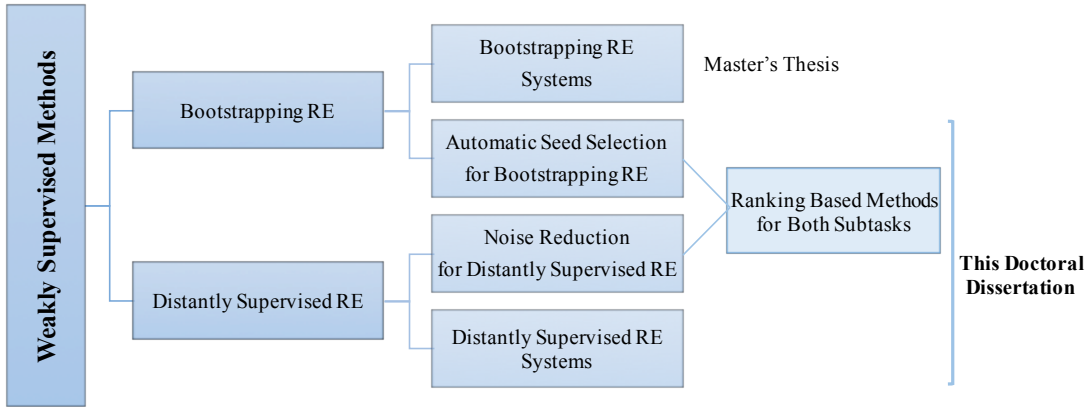 Weakly Supervised Methods
Bootstrapping RE
Distantly Supervised RE
Bootstrapping RE
Systems
Master's Thesis
Automatic Seed Selection
for Bootstrapping RE
Noise Reduction
for Distantly Supervised RE
Distantly Supervised RE
Systems
Ranking Based Methods
for Both Subtasks
This Doctoral
Dissertation